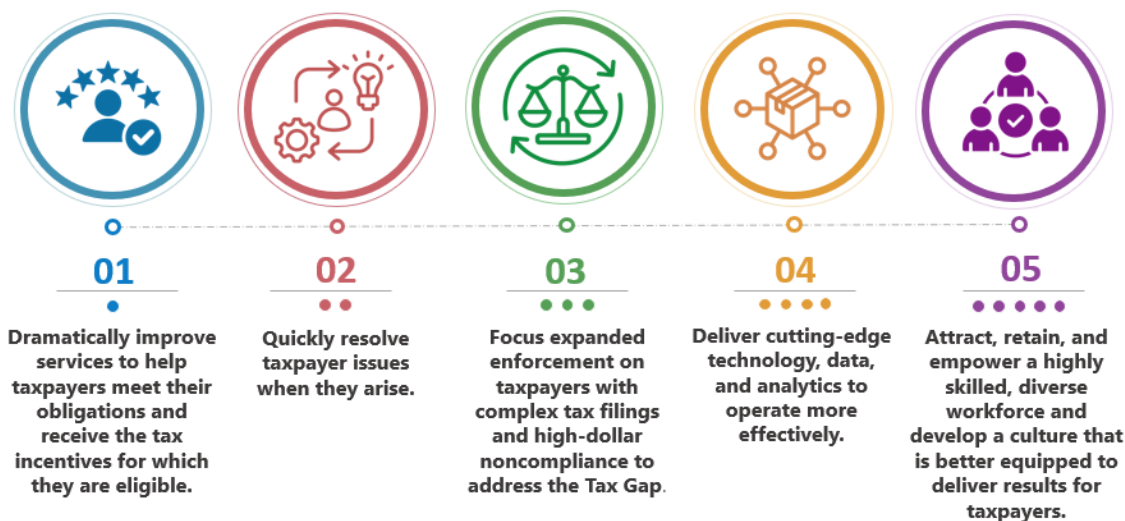 01
Dramatically improve
services to help
taxpayers meet their
obligations and
receive the tax
incentives for which
they are eligible.
02
Quickly resolve
taxpayer issues
when they arise.
03
Focus expanded
enforcement on
taxpayers with
complex tax filings
and high-dollar
noncompliance to
address the Tax Gap.
04
Deliver cutting-edge
technology, data,
and analytics to
operate more
effectively.
05
Attract, retain, and
empower a highly
skilled, diverse
workforce and
develop a culture that
is better equipped to
deliver results for
taxpayers.